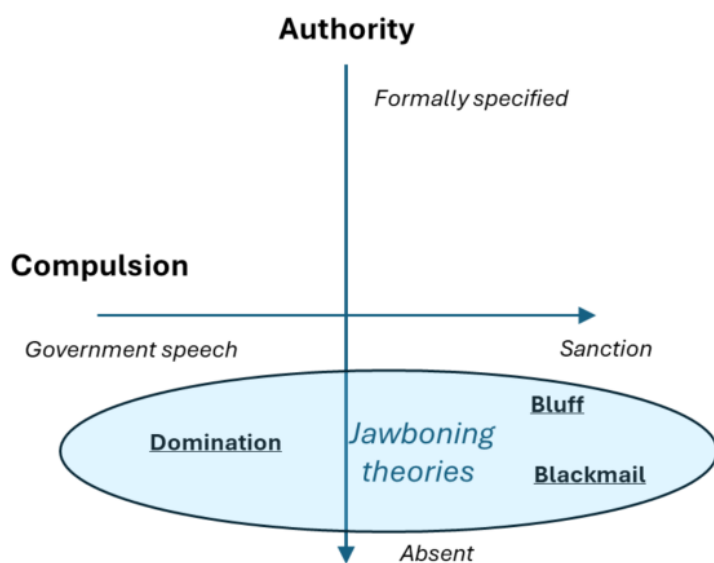 Authority
Formally specified
Compulsion
Government speech
Sanction
Bluff
Domination
Jawboning
theories
Blackmail
Absent